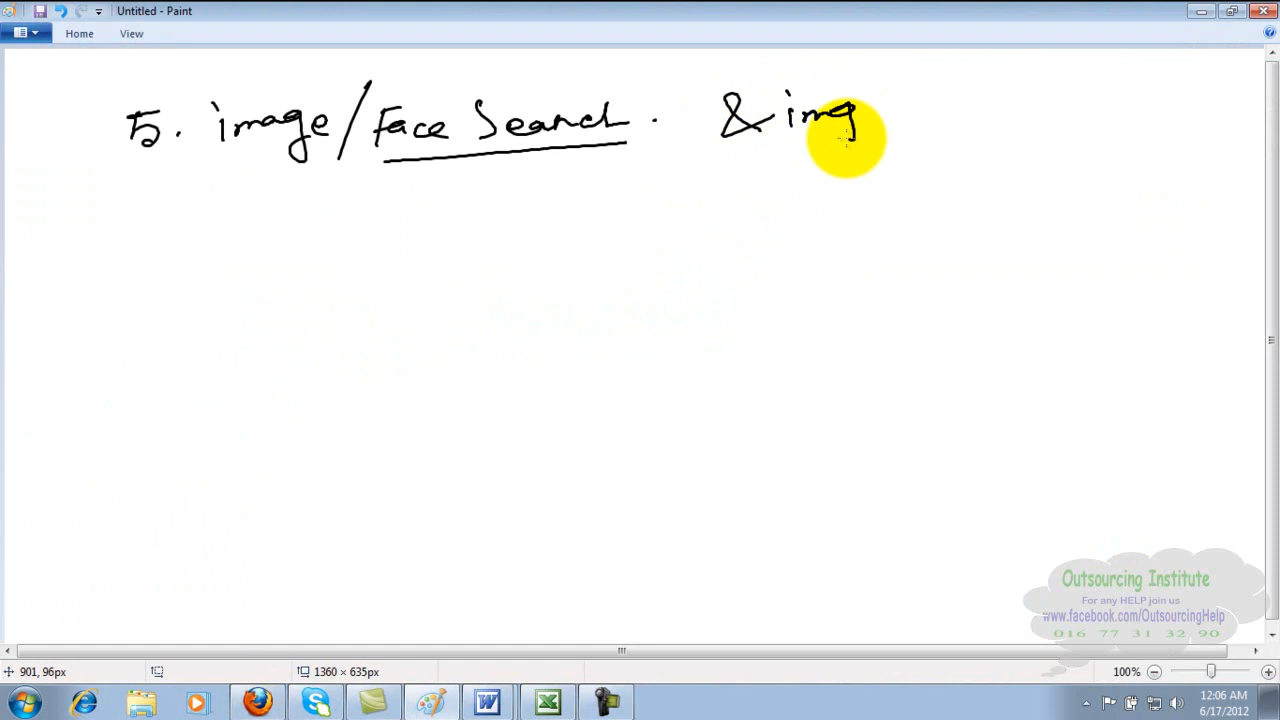 Untitled - Paint
Home View
5. image/Face Search. &img
Outsourcing Institute
For any HELP join us
www.facebook.com/OutsourcingHelp
016 77 31 32 90
901, 96px 1360 × 635px 100%
12:06 AM
6/17/2012